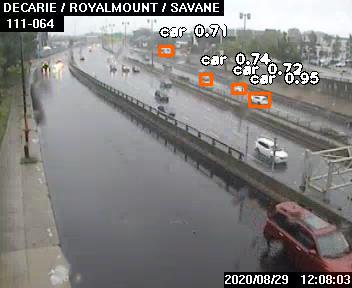 DECARIE / ROYALMOUNT / SAVANE
111-064
car 0.71
car 0.74
car 0.72
car 0.95
2020/08/29 12:08:03